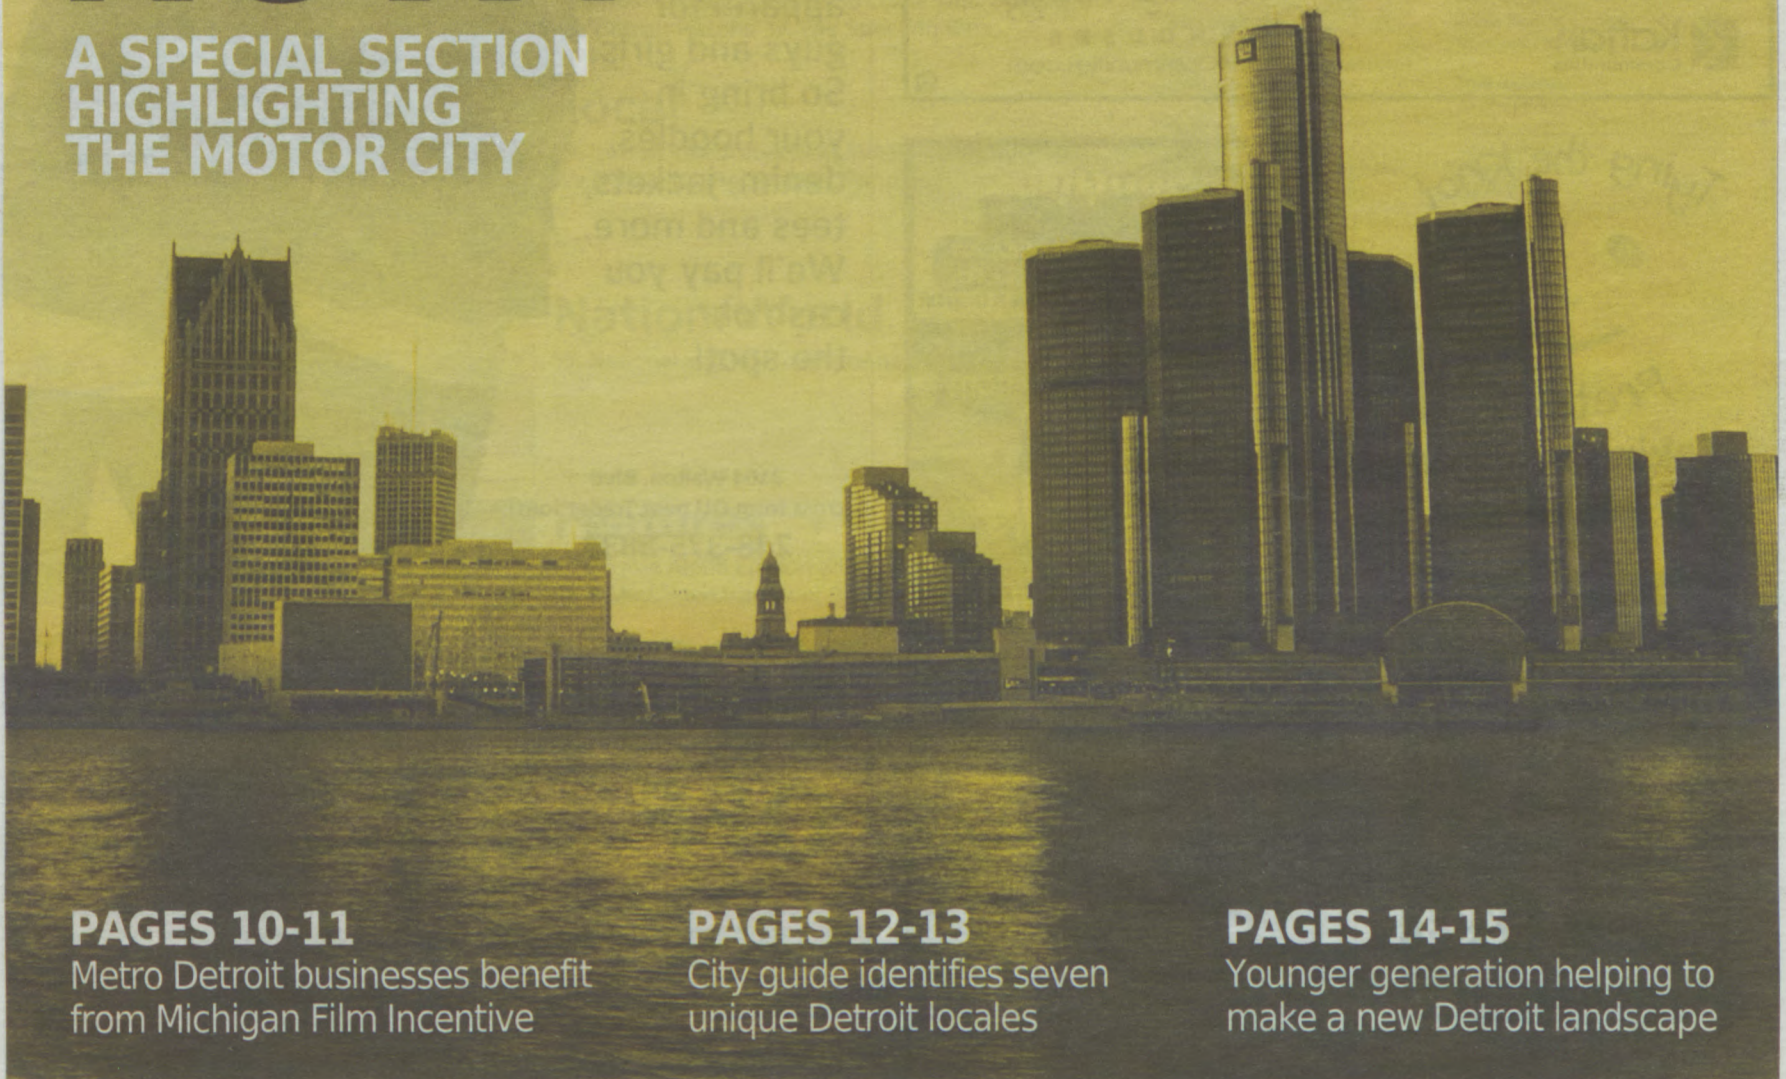 A SPECIAL SECTION
HIGHLIGHTING
THE MOTOR CITY
GM
PAGES 10-11
Metro Detroit businesses benefit
from Michigan Film Incentive
PAGES 12-13
City guide identifies seven
unique Detroit locales
PAGES 14-15
Younger generation helping to
make a new Detroit landscape